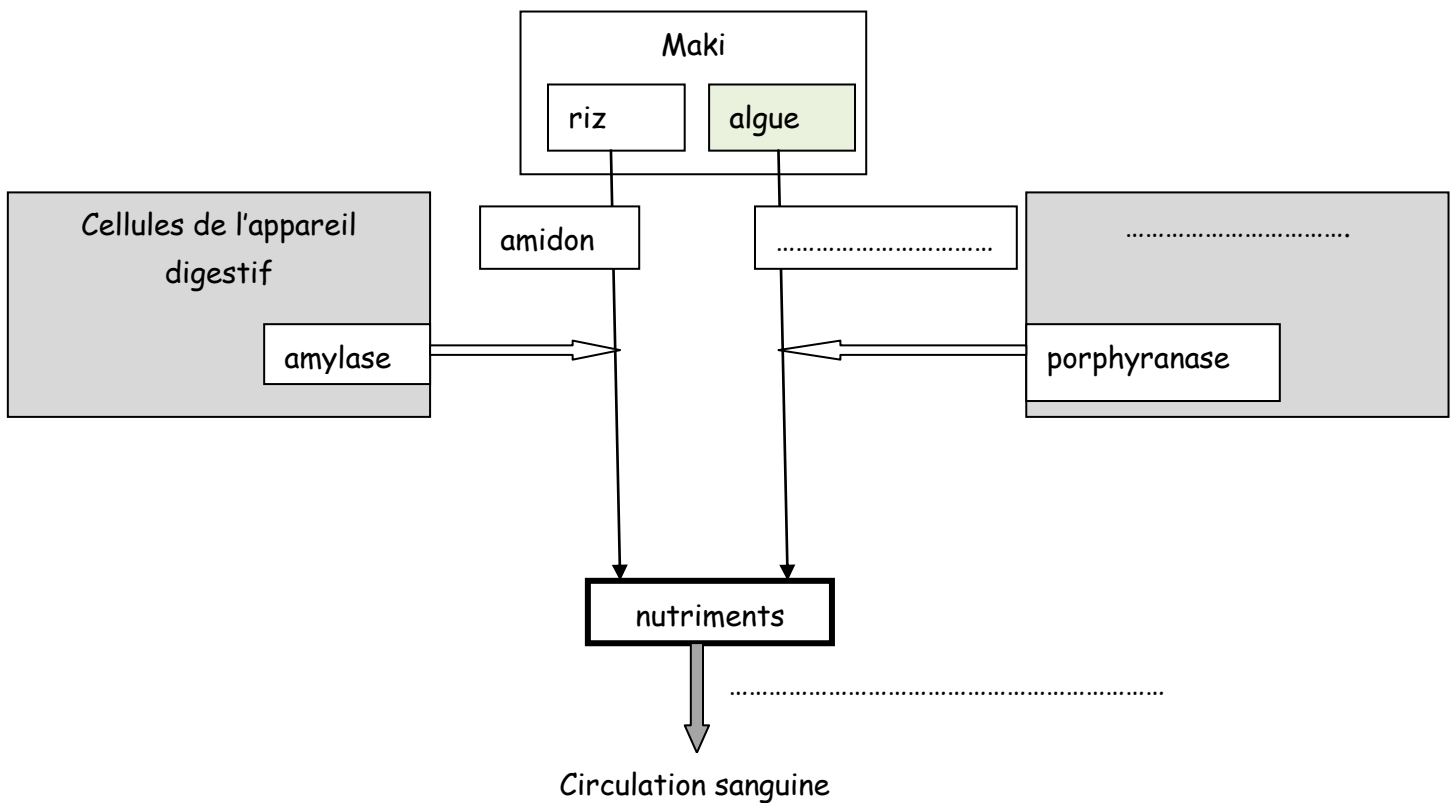 Maki
riz
algue
Cellules de l'appareil
digestif
amidon
……………………………
…………………………….
amylase
porphyranase
nutriments
…………………………………………………………
Circulation sanguine